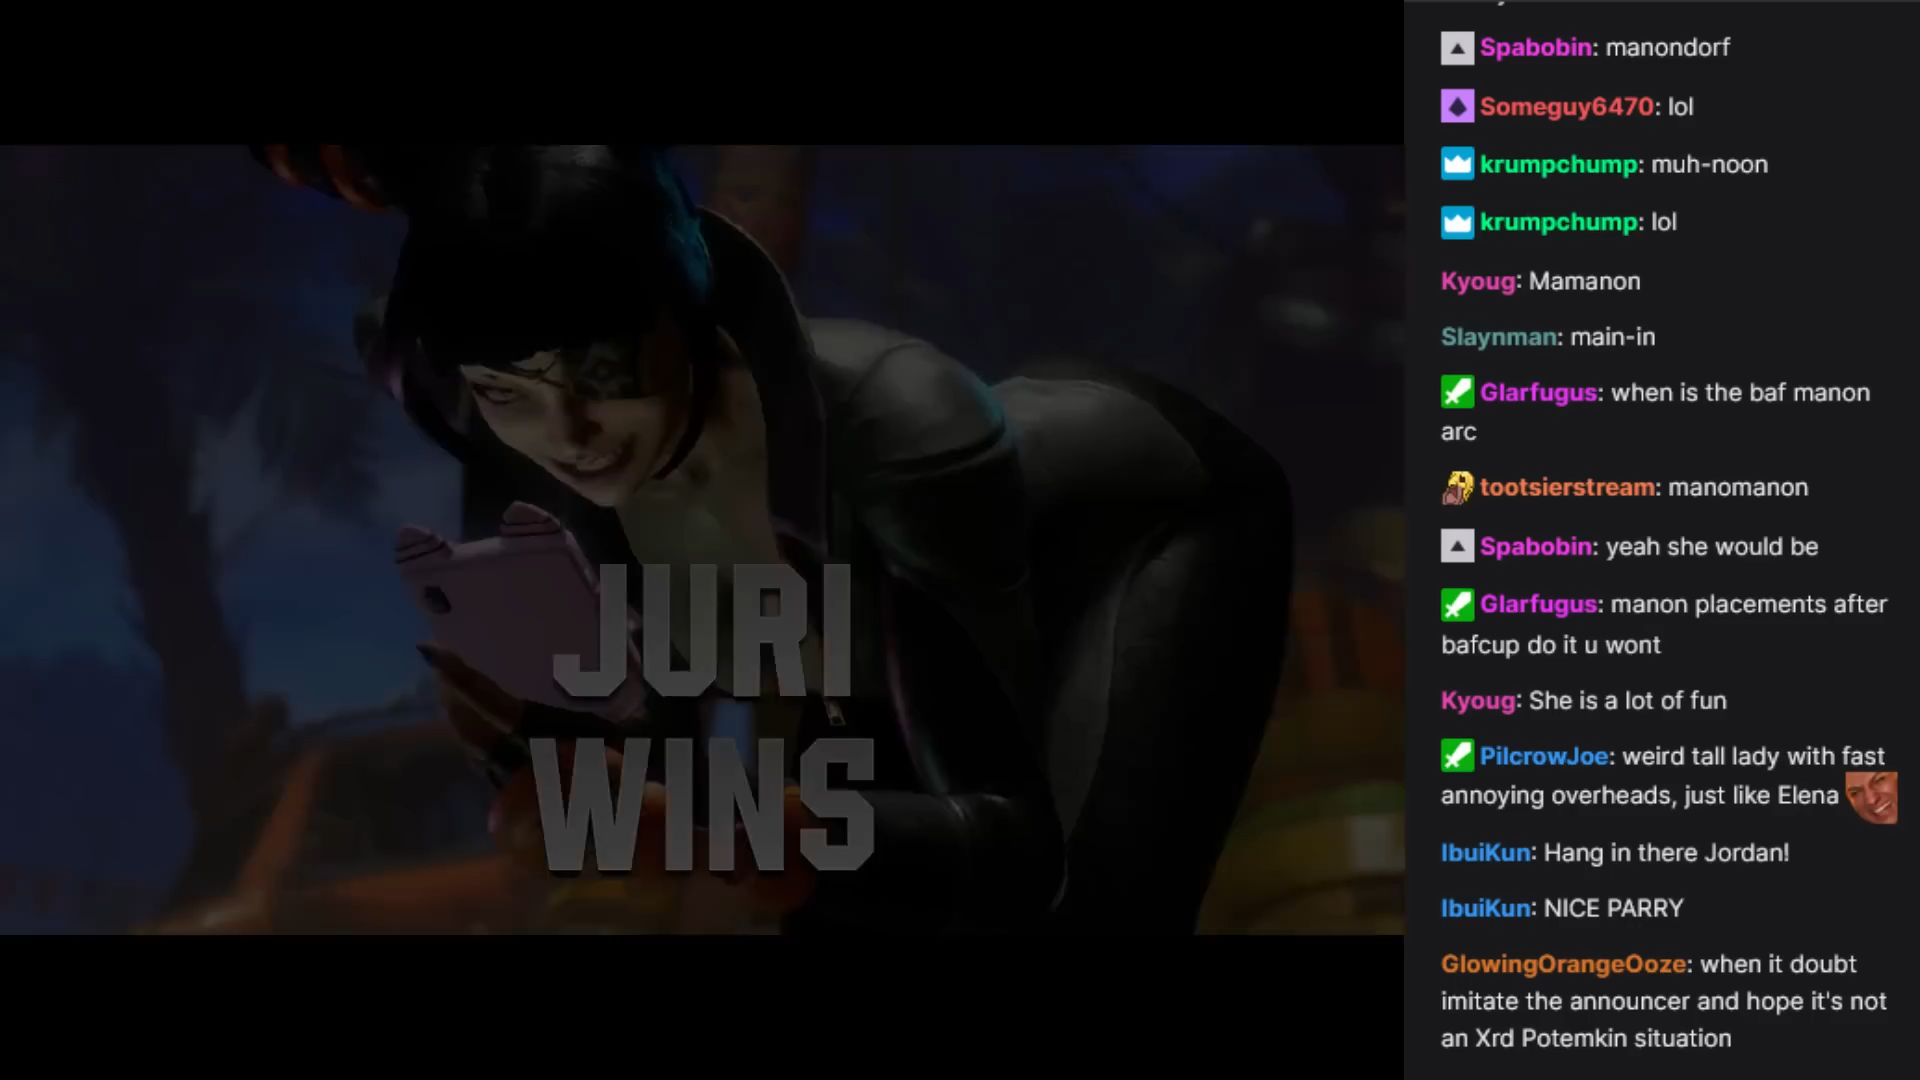 JURI
WINS
Spabobin: manondorf
Someguy6470: lol
krumpchump: muh-noon
krumpchump: lol
Kyoug: Mamanon
Slaynman: main-in
Glarfugus: when is the baf manon
arc
tootsierstream: manomanon
Spabobin: yeah she would be
Glarfugus: manon placements after
bafcup do it u wont
Kyoug: She is a lot of fun
PilcrowJoe: weird tall lady with fast
annoying overheads, just like Elena
IbuiKun: Hang in there Jordan!
IbuiKun: NICE PARRY
GlowingOrangeOoze: when it doubt
imitate the announcer and hope it's not
an Xrd Potemkin situation